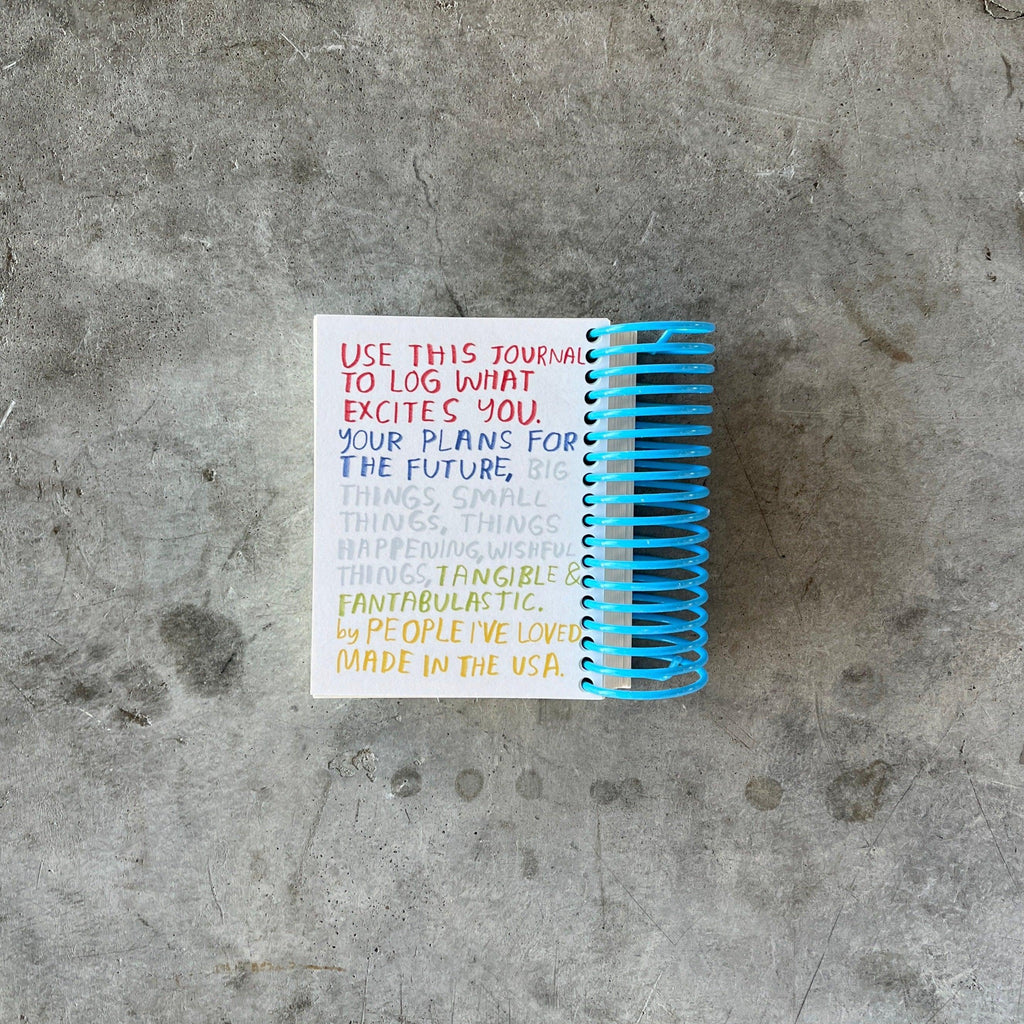 USE THIS JOURNAL
TO LOG WHAT
EXCITES YOU.
YOUR PLANS FOR
THE FUTURE, BIG
THINGS, SMALL
THINGS, THINGS
HAPPENING, WISHFUL
THINGS, TANGIBLE &
FANTABULASTIC.
by PEOPLE I'VE LOVED
MADE IN THE USA.